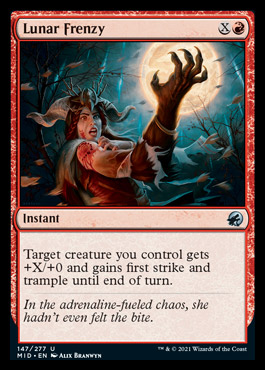 Lunar Frenzy X
Instant
Target creature you control gets
+X/+0 and gains first strike and
trample until end of turn.
In the adrenaline-fueled chaos, she
hadn't even felt the bite.
147/277 U
MID • EN Alix Branwyn
™ & © 2021 Wizards of the Coast